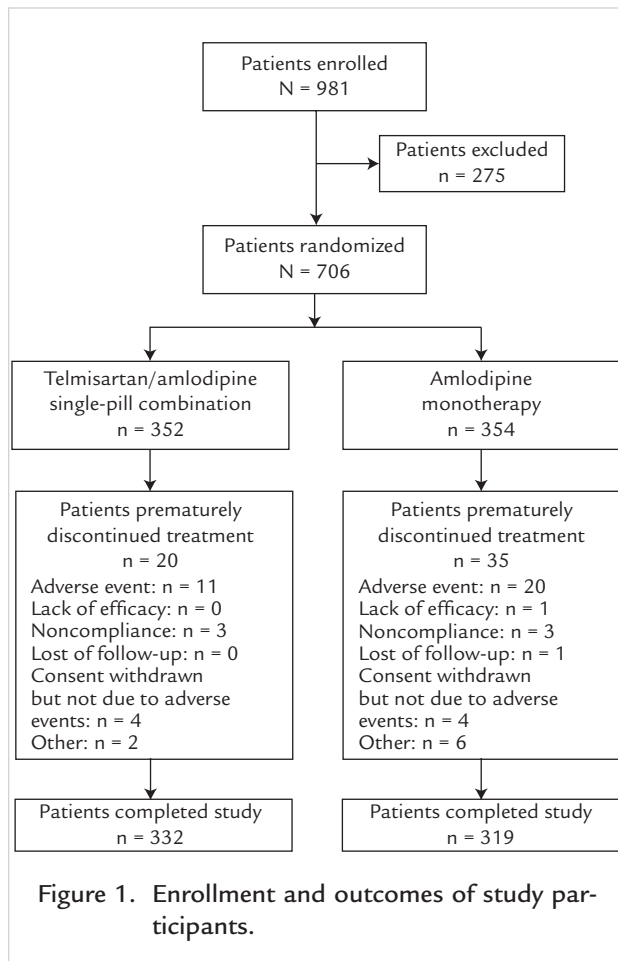 Patients enrolled
N = 981
Patients excluded
n = 275
Patients randomized
N = 706
Telmisartan/amlodipine
single-pill combination
n = 352
Amlodipine
monotherapy
n = 354
Patients prematurely
discontinued treatment
n = 20
Adverse event: n = 11
Lack of efficacy: n = 0
Noncompliance: n = 3
Lost of follow-up: n = 0
Consent withdrawn
but not due to adverse
events: n = 4
Other: n = 2
Patients prematurely
discontinued treatment
n = 35
Adverse event: n = 20
Lack of efficacy: n = 1
Noncompliance: n = 3
Lost of follow-up: n = 1
Consent withdrawn
but not due to adverse
events: n = 4
Other: n = 6
Patients completed study
n = 332
Patients completed study
n = 319
Figure 1. Enrollment and outcomes of study par-
ticipants.